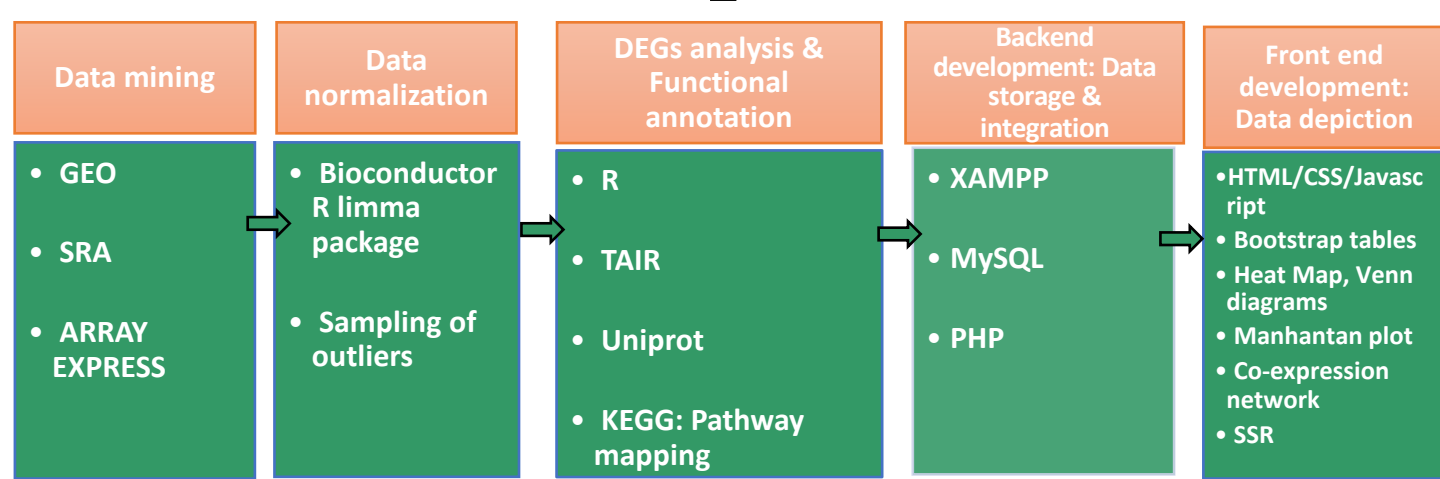 Data mining
• GEO
• SRA
• ARRAY
EXPRESS
Data
normalization
• Bioconductor
R limma
package
• Sampling of
outliers
DEGs analysis &
Functional
annotation
• R
• TAIR
• Uniprot
• KEGG: Pathway
mapping
Backend
development: Data
storage &
integration
• XAMPP
• MySQL
• PHP
Front end
development:
Data depiction
•HTML/CSS/Javasc
ript
• Bootstrap tables
• Heat Map, Venn
diagrams
• Manhantan plot
• Co-expression
network
• SSR